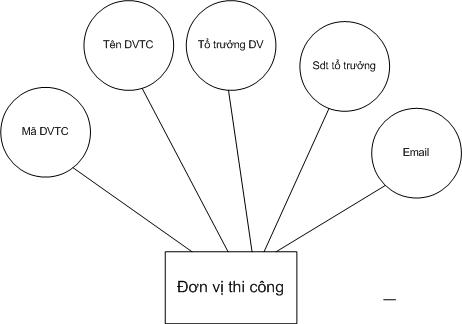 Tên DVTC
Tổ trưởng DV
Sdt tổ trưởng
Mã DVTC
Email
Đơn vị thi công